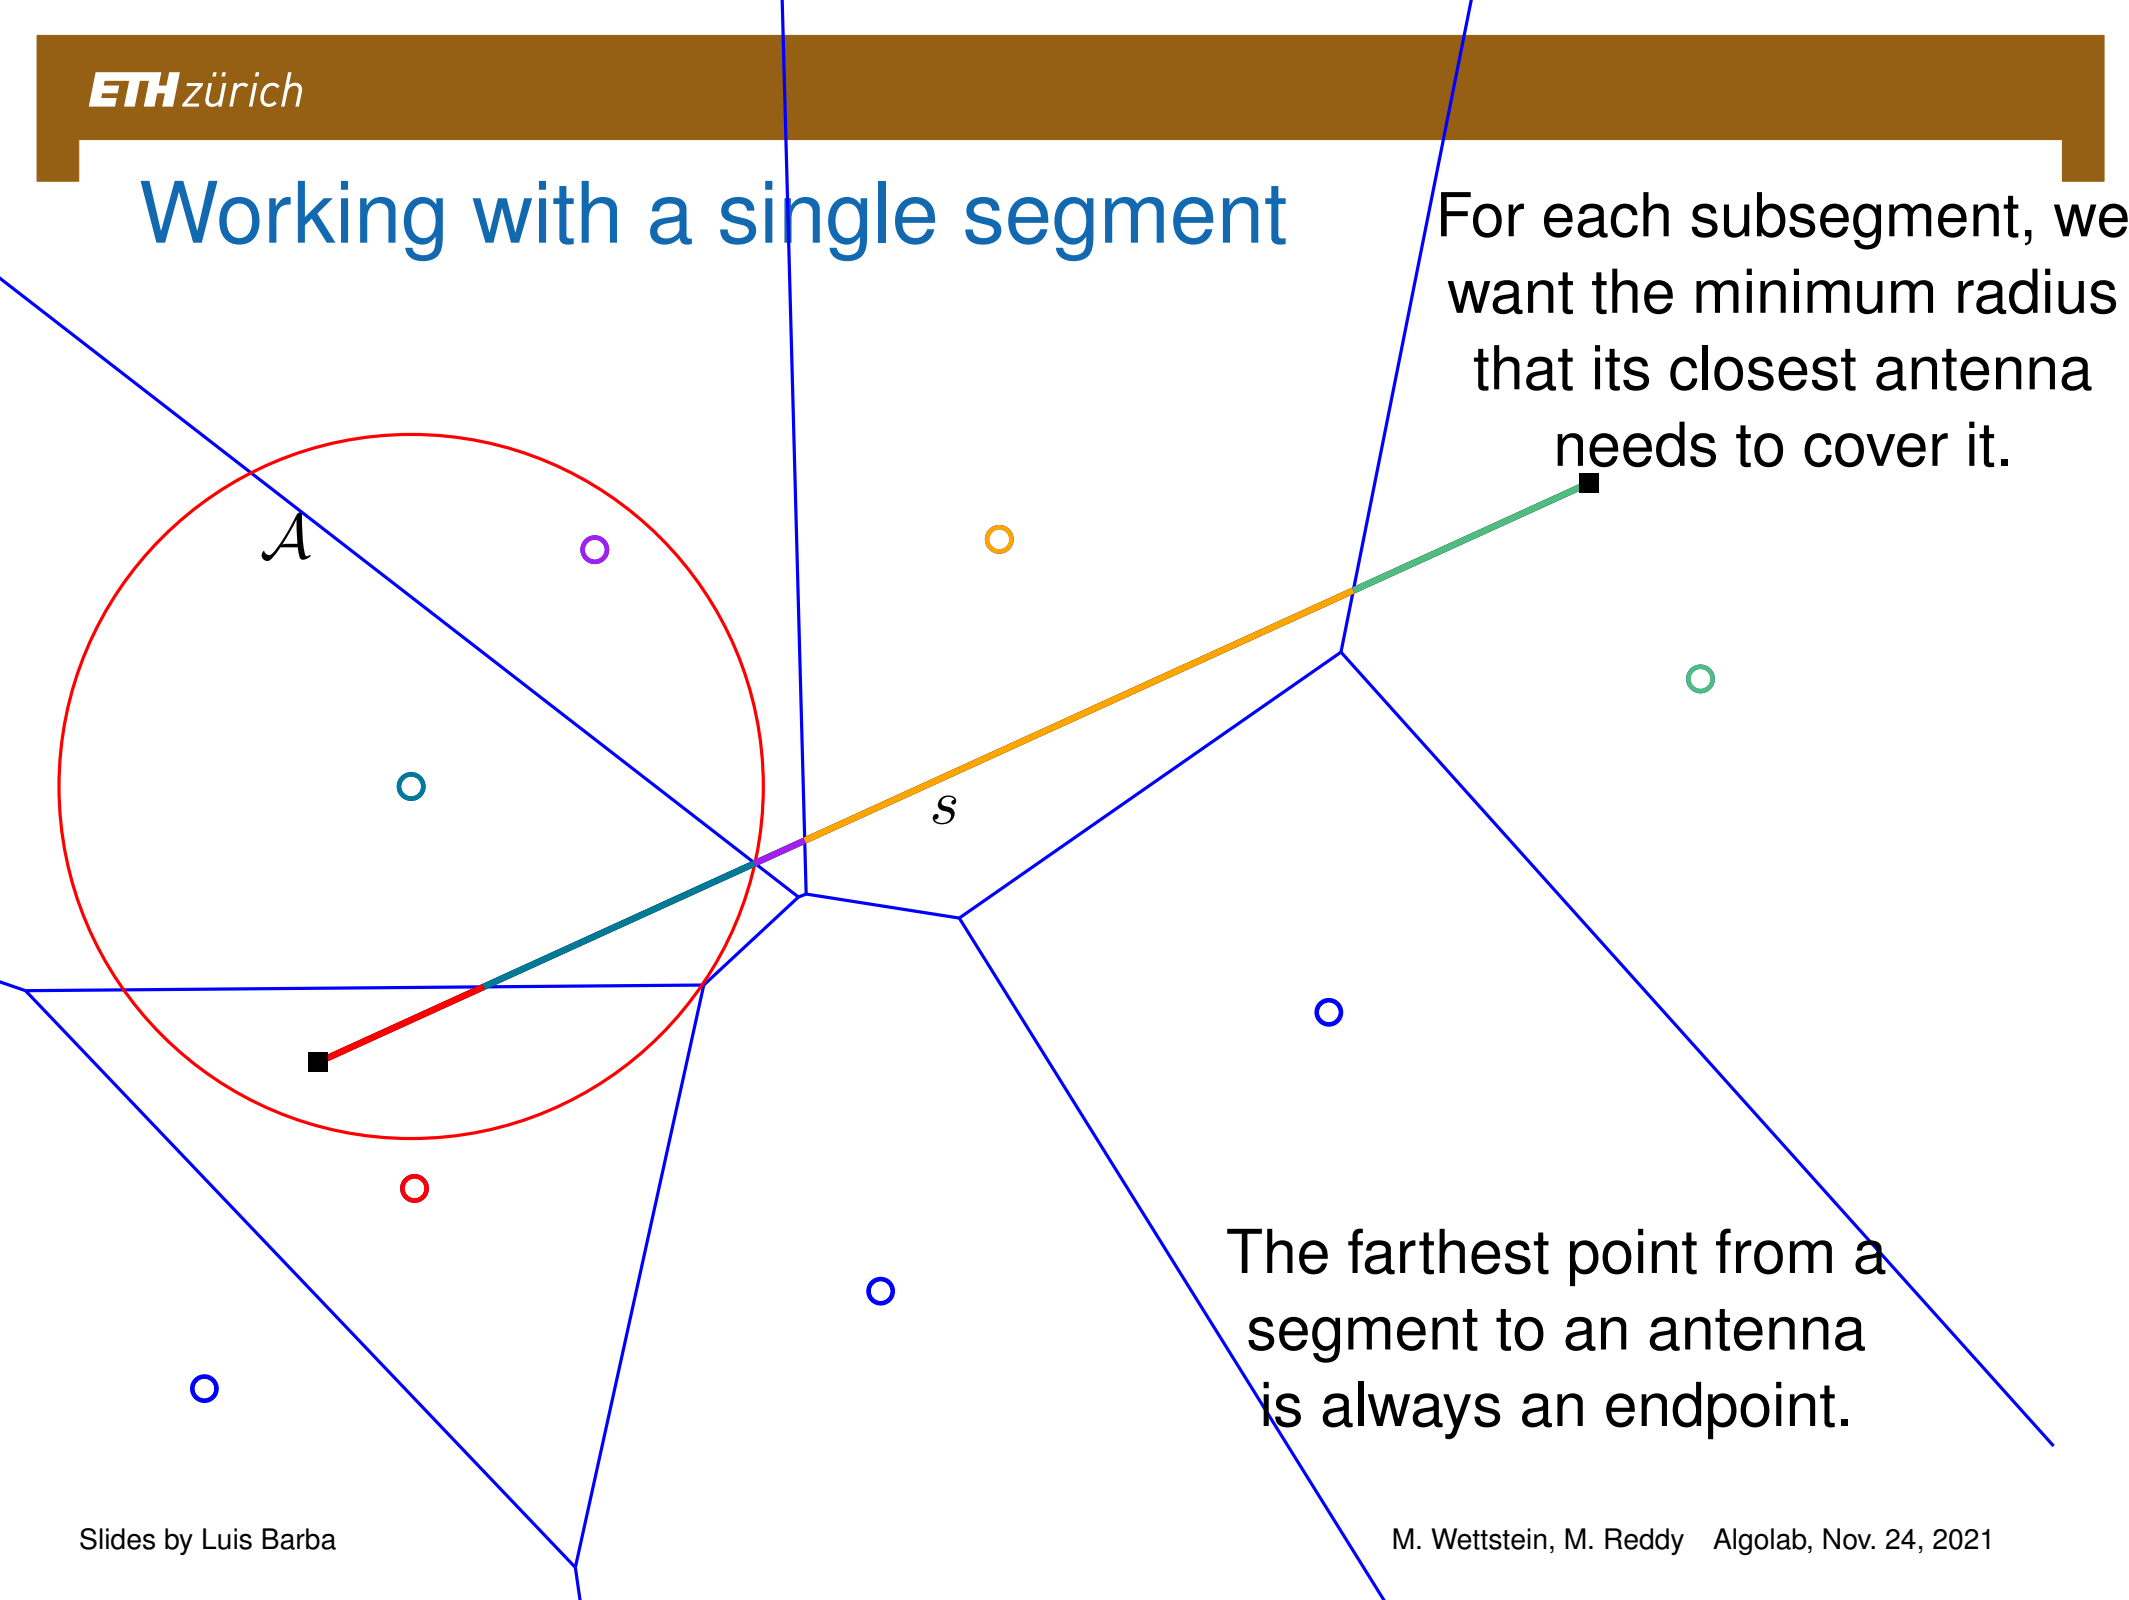 ETH zürich
Working with a single segment
For each subsegment, we
want the minimum radius
that its closest antenna
needs to cover it.
𝒜
s
The farthest point from a
segment to an antenna
is always an endpoint.
Slides by Luis Barba
M. Wettstein, M. Reddy Algolab, Nov. 24, 2021